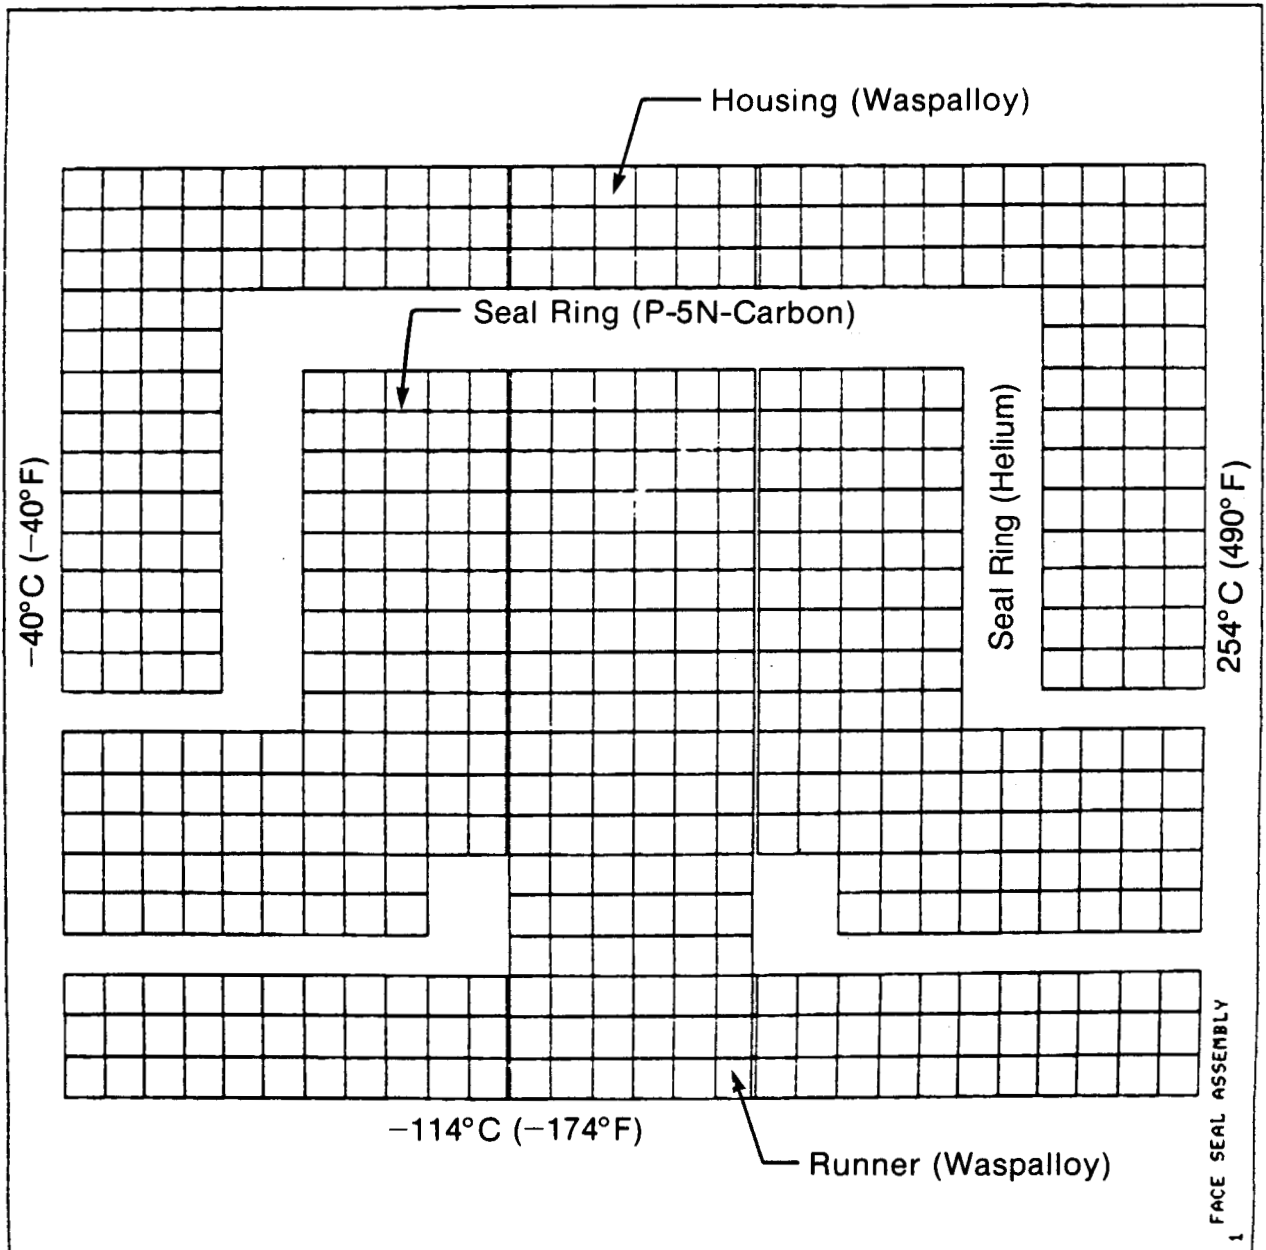 Housing (Waspalloy)
Seal Ring (P-5N-Carbon)
Seal Ring (Helium)
−40°C (−40°F)
254°C (490°F)
−114°C (−174°F)
Runner (Waspalloy)
1 FACE SEAL ASSEMBLY